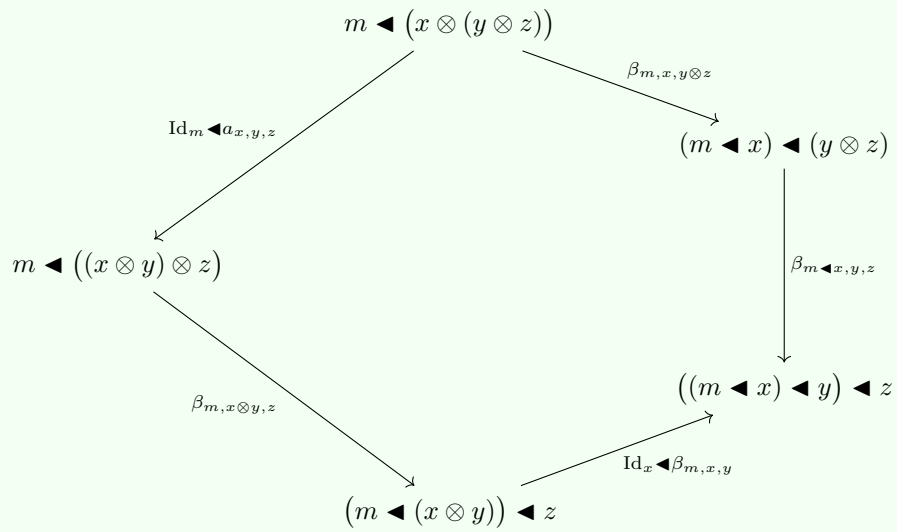 m ◀ (x ⊗ (y ⊗ z))
β_{m,x,y⊗z}
Id_m◀a_{x,y,z}
(m ◀ x) ◀ (y ⊗ z)
m ◀ ((x ⊗ y) ⊗ z)
β_{m◀x,y,z}
((m ◀ x) ◀ y) ◀ z
β_{m,x⊗y,z}
Id_x◀β_{m,x,y}
(m ◀ (x ⊗ y)) ◀ z